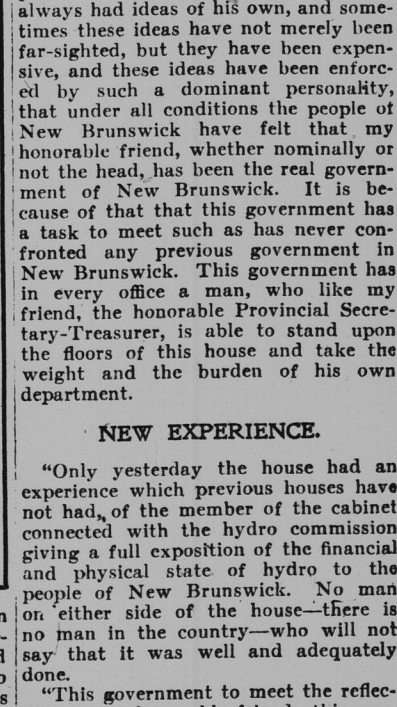 always had ideas of his own, and some-
times these ideas have not merely been
far-sighted, but they have been expen-
sive, and these ideas have been enforc-
ed by such a dominant personality,
that under all conditions the people of
New Brunswick have felt that my
honorable friend, whether nominally or
not the head, has been the real govern-
ment of New Brunswick. It is be-
cause of that that this government has
a task to meet such as has never con-
fronted any previous government in
New Brunswick. This government has
in every office a man, who like my
friend, the honorable Provincial Secre-
tary-Treasurer, is able to stand upon
the floors of this house and take the
weight and the burden of his own
department.
NEW EXPERIENCE.
"Only yesterday the house had an
experience which previous houses have
not had, of the member of the cabinet
connected with the hydro commission
giving a full exposition of the financial
and physical state of hydro to the
people of New Brunswick. No man
on either side of the house—there is
no man in the country—who will not
say that it was well and adequately
done.
"This government to meet the reflec-